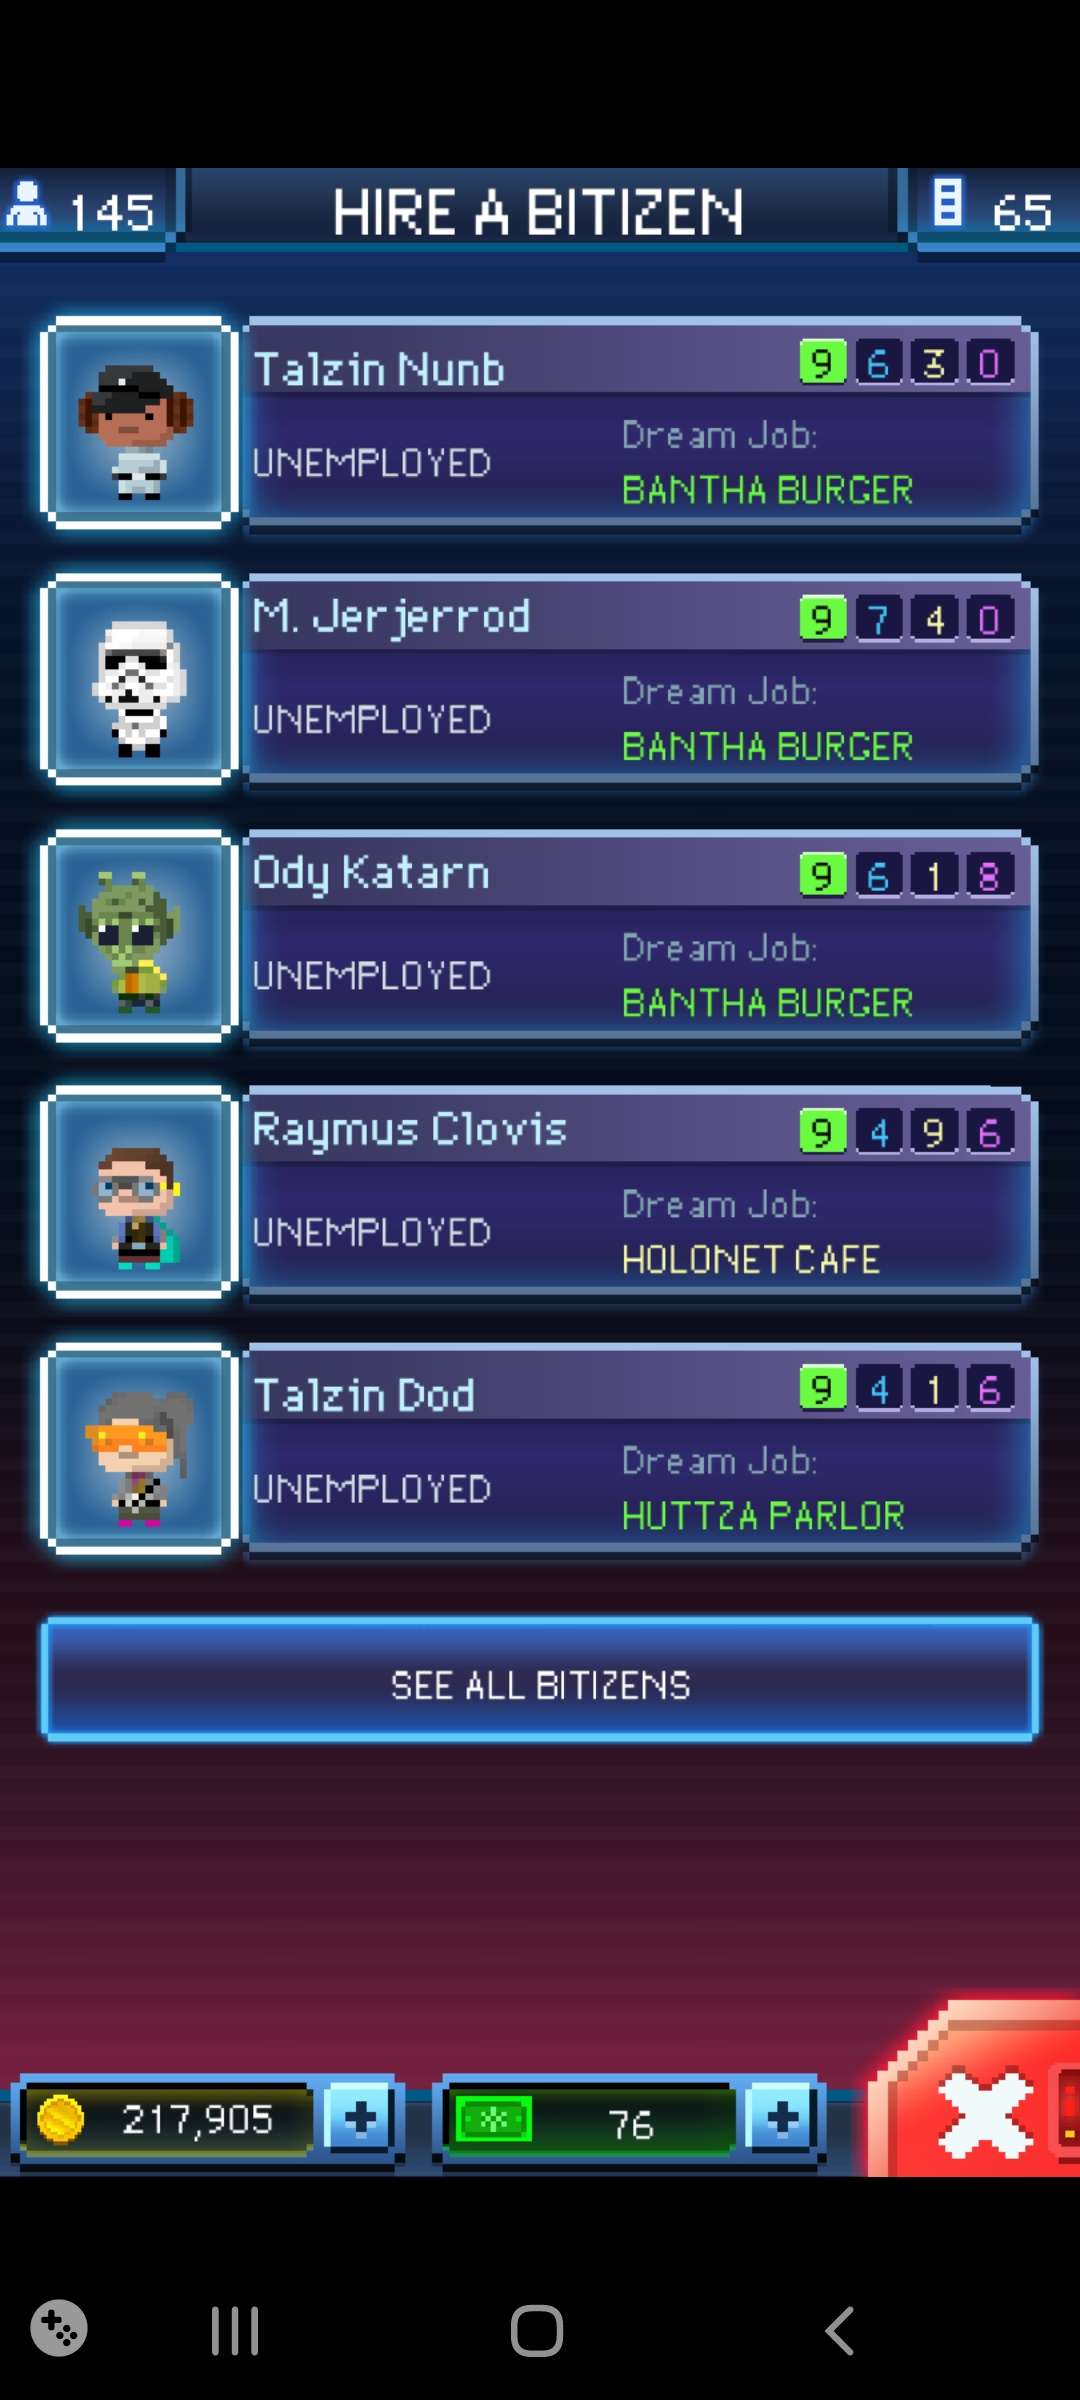 145
HIRE A BITIZEN
65
Talzin Nunb
9 6 3 0
UNEMPLOYED
Dream Job:
BANTHA BURGER
M. Jerjerrod
9 7 4 0
UNEMPLOYED
Dream Job:
BANTHA BURGER
Ody Katarn
9 6 1 8
UNEMPLOYED
Dream Job:
BANTHA BURGER
Raymus Clovis
9 4 9 6
UNEMPLOYED
Dream Job:
HOLONET CAFE
Talzin Dod
9 4 1 6
UNEMPLOYED
Dream Job:
HUTTZA PARLOR
SEE ALL BITIZENS
217,905
76